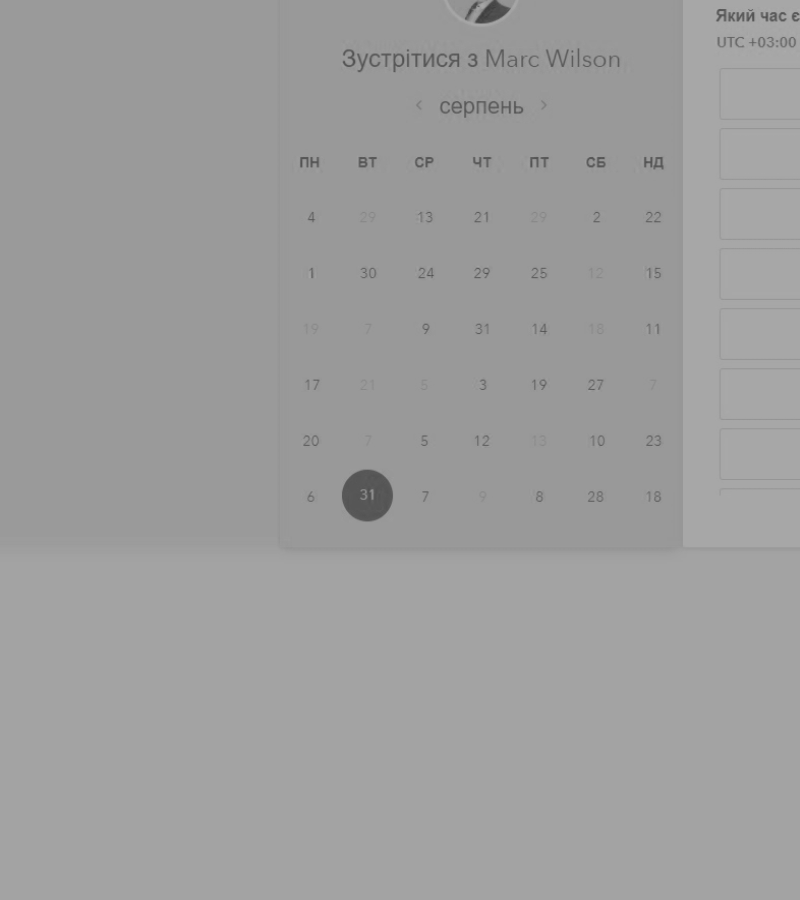 Зустрітися з Marc Wilson
‹ серпень ›
ПН ВТ СР ЧТ ПТ СБ НД
4 29 13 21 29 2 22
1 30 24 29 25 12 15
19 7 9 31 14 18 11
17 21 5 3 19 27 7
20 7 5 12 13 10 23
6 31 7 9 8 28 18
Який час є
UTC +03:00